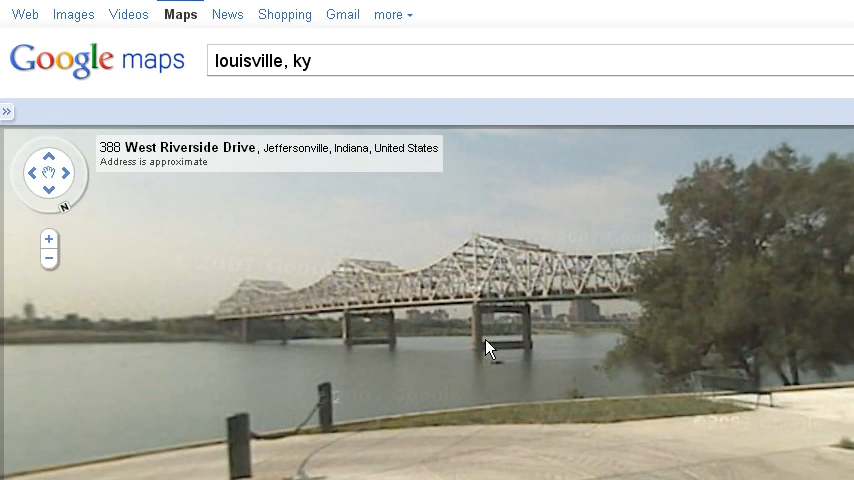 Web Images Videos Maps News Shopping Gmail more
Google maps louisville, ky
»
388 West Riverside Drive, Jeffersonville, Indiana, United States
Address is approximate
N
+
−